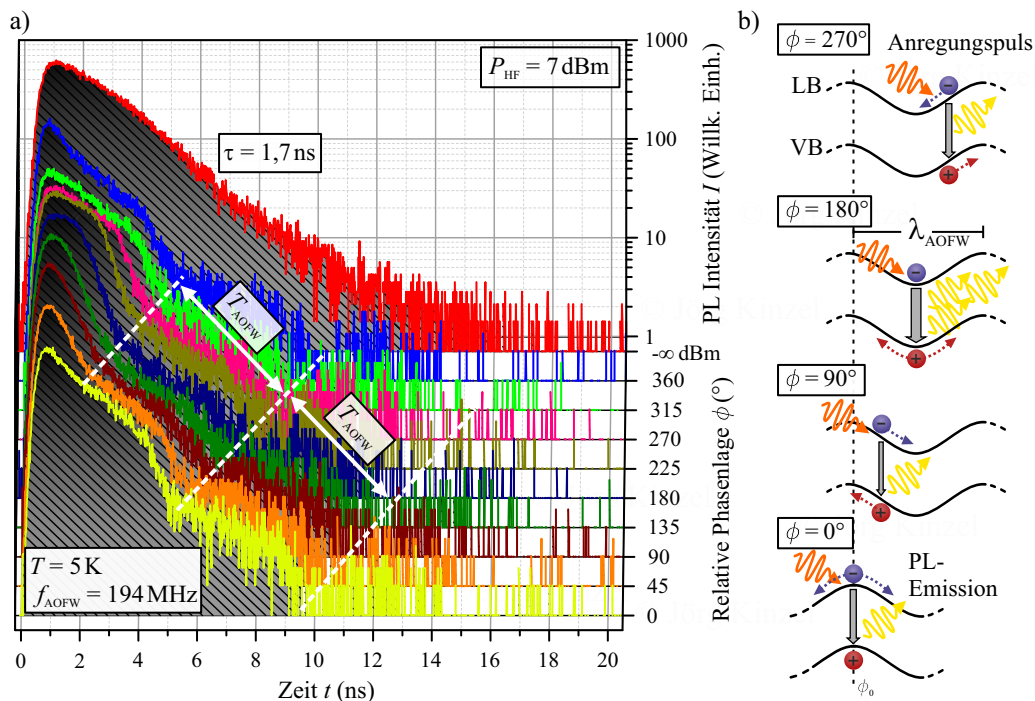 a)
P_HF = 7 dBm
τ = 1,7 ns
T_AOFW
T_AOFW
T = 5 K
f_AOFW = 194 MHz
0 2 4 6 8 10 12 14 16 18 20
Zeit t (ns)
1000
100
10
1
-∞ dBm
360
315
270
225
180
135
90
45
0
PL Intensität I (Willk. Einh.)
Relative Phasenlage ϕ (°)
b)
ϕ = 270°
Anregungspuls
LB
VB
ϕ = 180°
λ_AOFW
ϕ = 90°
ϕ = 0°
PL-
Emission
ϕ₀
© Jörg Kinzel